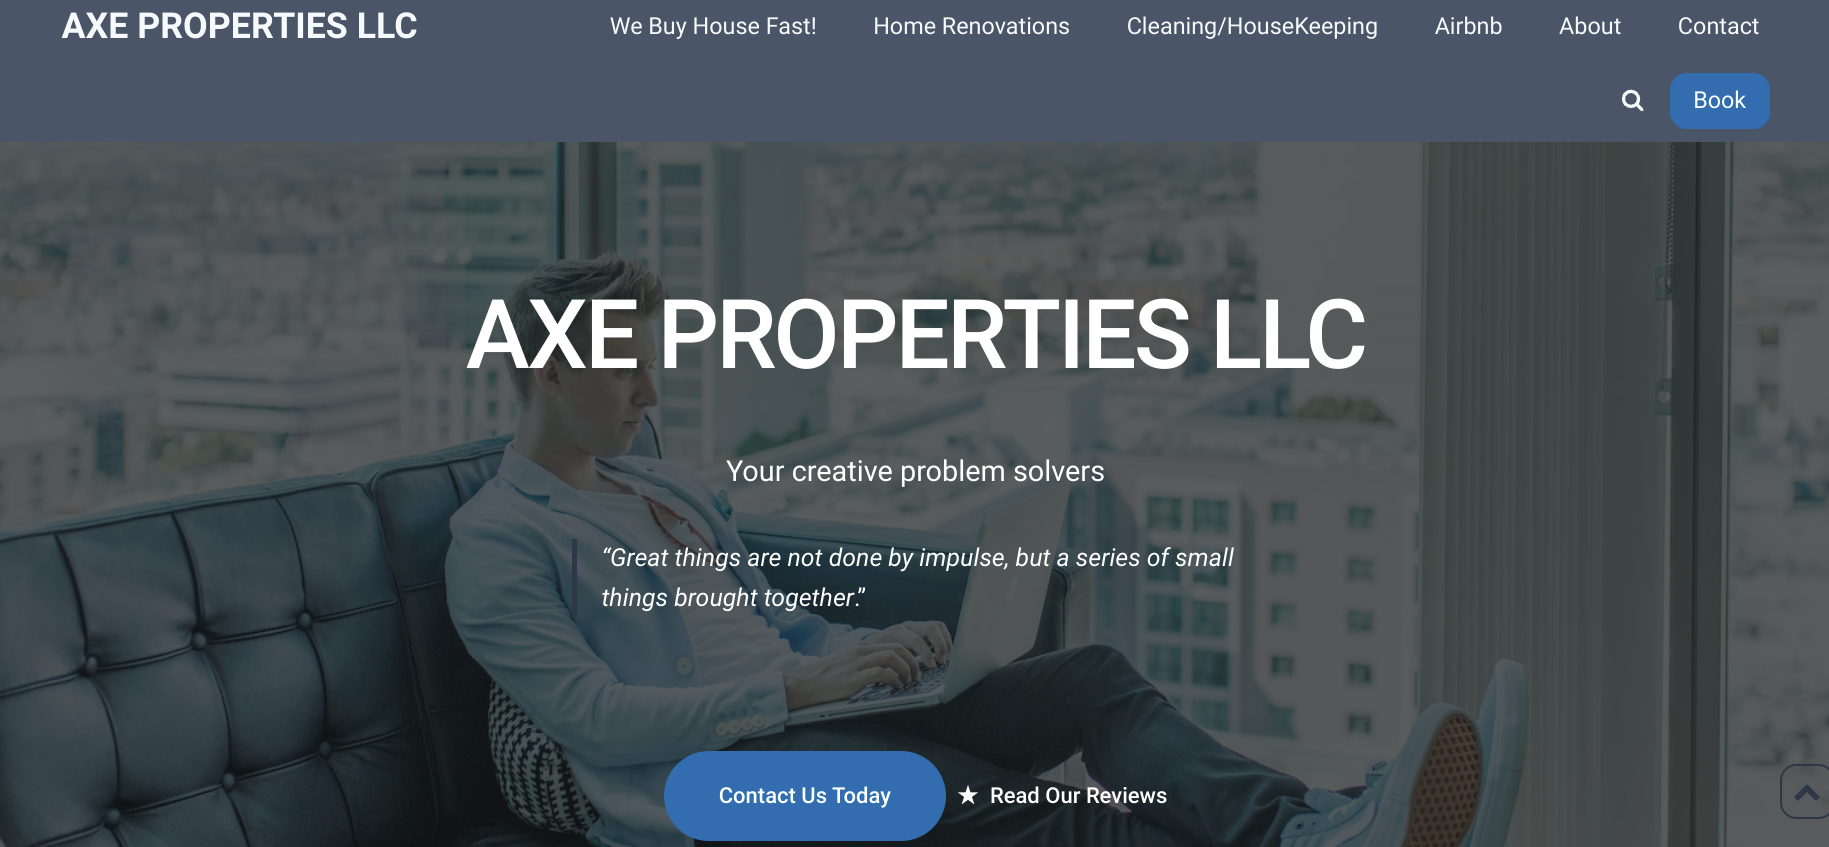 AXE PROPERTIES LLC
We Buy House Fast!
Home Renovations
Cleaning/HouseKeeping
Airbnb
About
Contact
Book
AXE PROPERTIES LLC
Your creative problem solvers
“Great things are not done by impulse, but a series of small
things brought together.”
Contact Us Today
★ Read Our Reviews